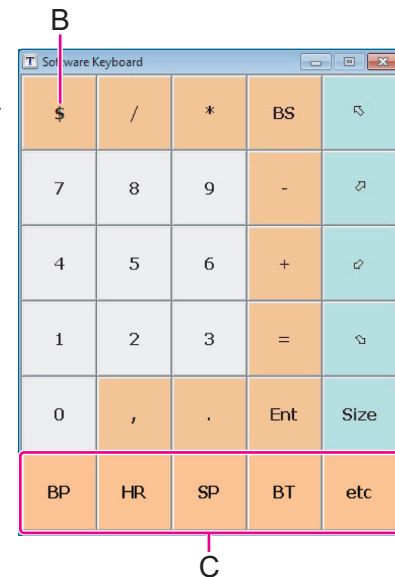 B
T Software Keyboard
$ / * BS
7 8 9 -
4 5 6 +
1 2 3 =
0 , . Ent Size
BP HR SP BT etc
C